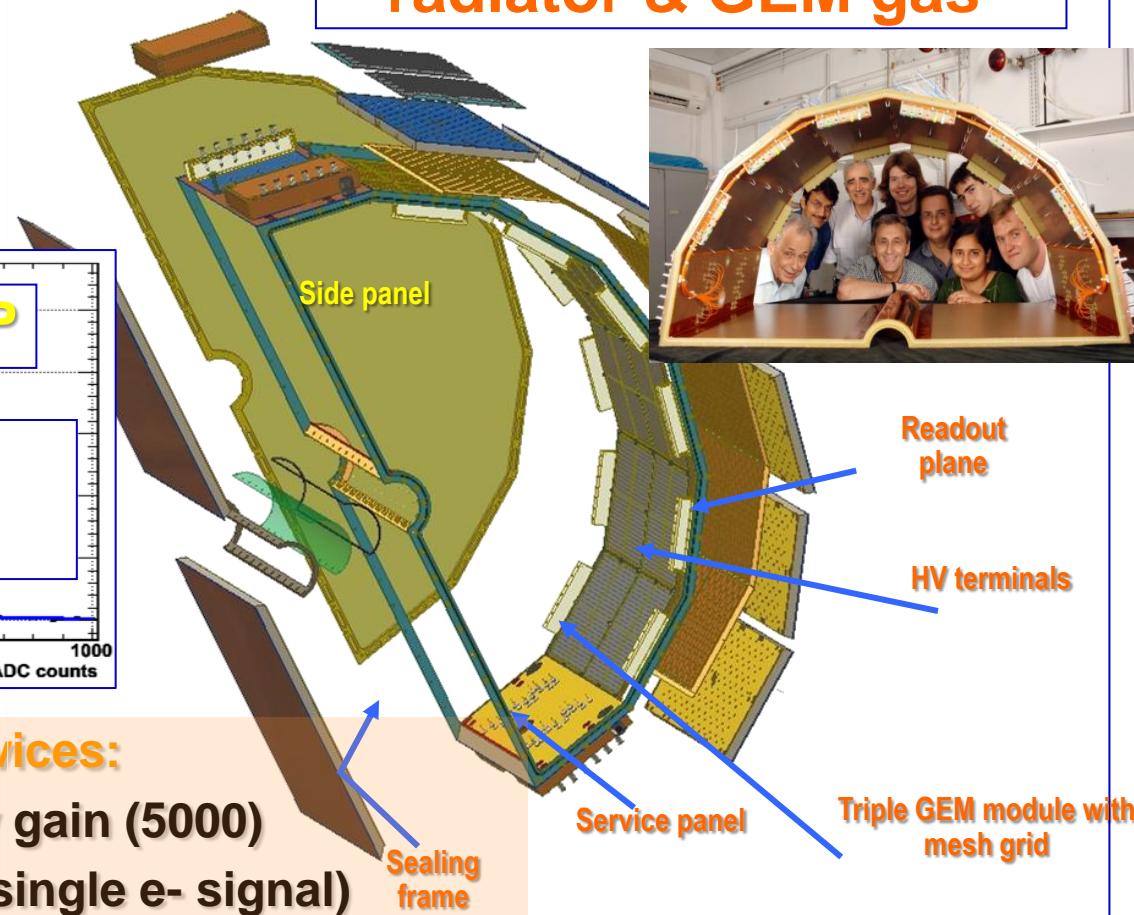 radiator & GEM gas
Side panel
P
1000
ADC counts
Readout
plane
HV terminals
Triple GEM module with
mesh grid
Service panel
Sealing
frame
vices:
gain (5000)
single e- signal)